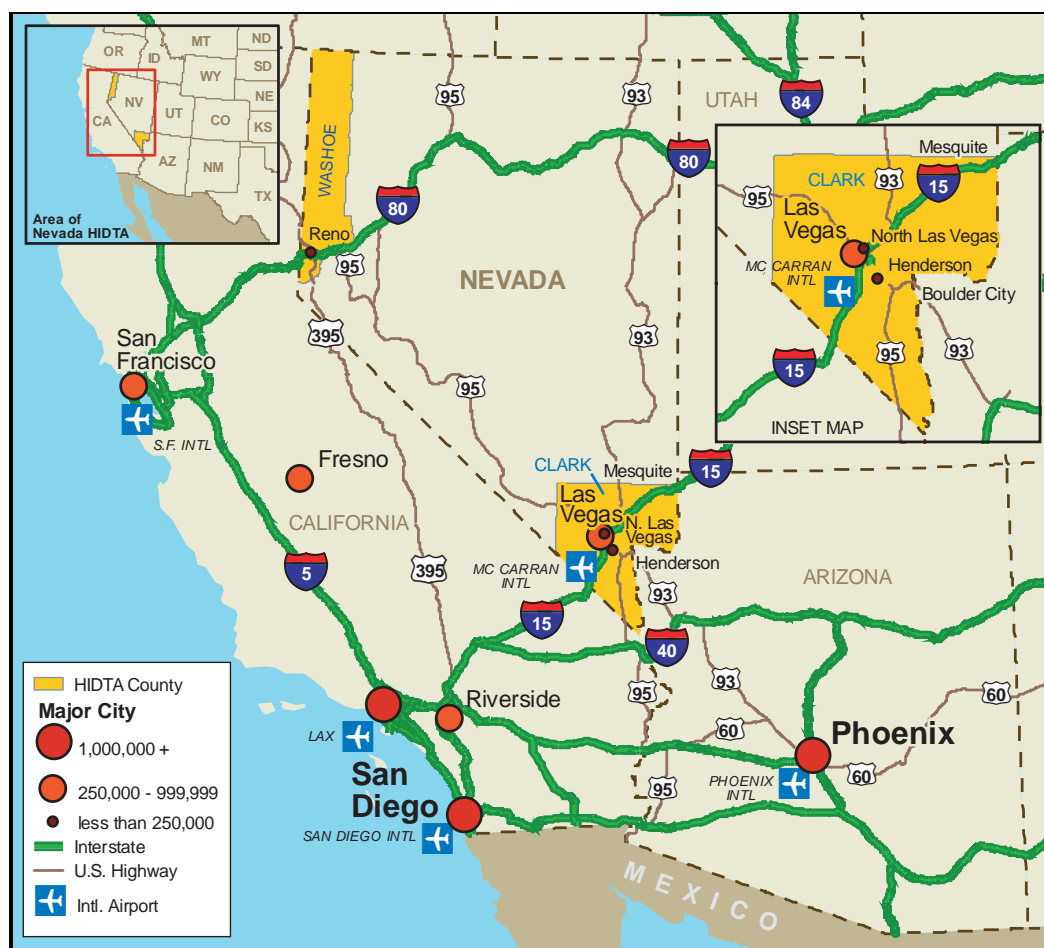 OR
ID
MT
ND
SD
WY
NE
NV
CA
UT
CO
KS
AZ
NM
TX
Area of
Nevada HIDTA
95
93
UTAH
84
80
WASHOE
80
Reno
95
NEVADA
395
93
95
San
Francisco
S.F. INTL
Fresno
CALIFORNIA
5
395
CLARK
Mesquite
15
Las
Vegas
N. Las
Vegas
Henderson
MC CARRAN
INTL
15
93
ARIZONA
40
95
93
60
60
Riverside
LAX
San
Diego
SAN DIEGO INTL
Phoenix
PHOENIX
INTL
60
95
MEXICO
Mesquite
93
CLARK
15
95
Las
Vegas
North Las Vegas
MC CARRAN
INTL
Henderson
Boulder City
95
93
15
INSET MAP
HIDTA County
Major City
1,000,000 +
250,000 - 999,999
less than 250,000
Interstate
U.S. Highway
Intl. Airport